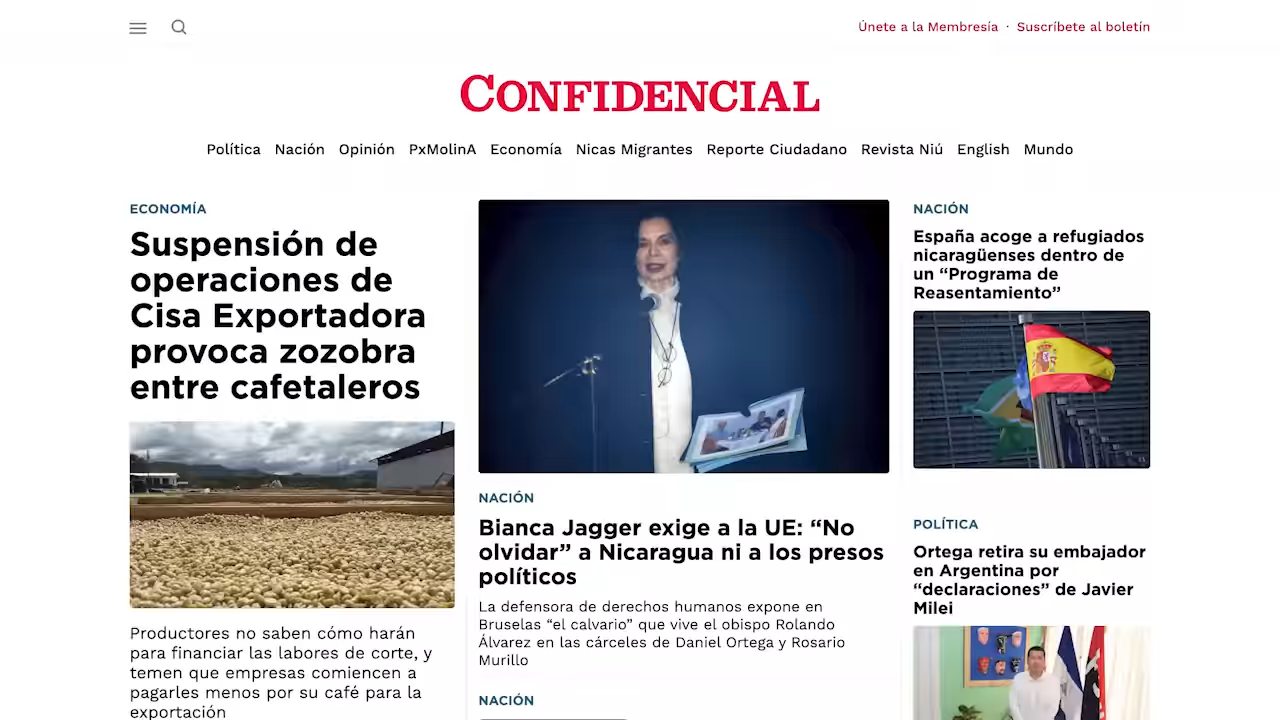 Únete a la Membresía · Suscríbete al boletín
CONFIDENCIAL
Política Nación Opinión PxMolinA Economía Nicas Migrantes Reporte Ciudadano Revista Niú English Mundo
ECONOMÍA
Suspensión de
operaciones de
Cisa Exportadora
provoca zozobra
entre cafetaleros
Productores no saben cómo harán
para financiar las labores de corte, y
temen que empresas comiencen a
pagarles menos por su café para la
exportación
NACIÓN
Bianca Jagger exige a la UE: “No
olvidar” a Nicaragua ni a los presos
políticos
La defensora de derechos humanos expone en
Bruselas “el calvario” que vive el obispo Rolando
Álvarez en las cárceles de Daniel Ortega y Rosario
Murillo
NACIÓN
NACIÓN
España acoge a refugiados
nicaragüenses dentro de
un “Programa de
Reasentamiento”
POLÍTICA
Ortega retira su embajador
en Argentina por
“declaraciones” de Javier
Milei